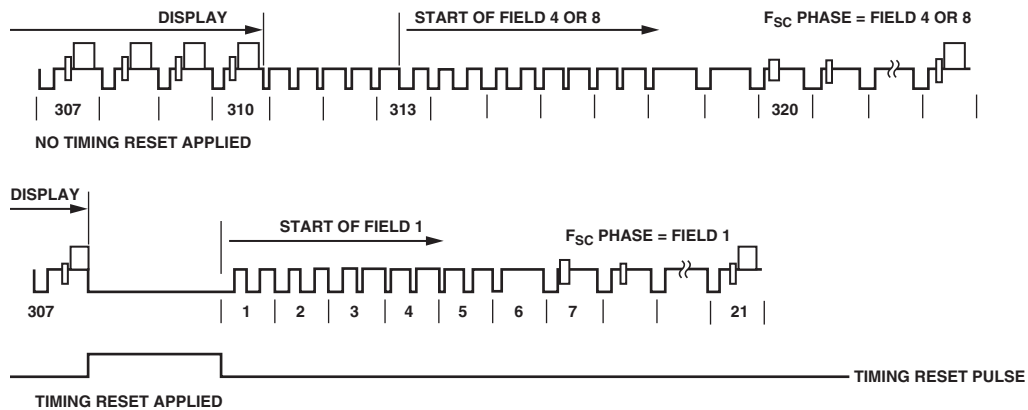 DISPLAY
START OF FIELD 4 OR 8
FSC PHASE = FIELD 4 OR 8
307
310
313
320
NO TIMING RESET APPLIED
DISPLAY
START OF FIELD 1
FSC PHASE = FIELD 1
307
1
2
3
4
5
6
7
21
TIMING RESET PULSE
TIMING RESET APPLIED